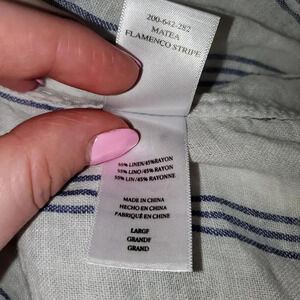 200-642-282
MATEA
FLAMENCO STRIPE
55% LINEN/45% RAYON
55% LINO/45% RAYON
55% LIN/45% RAYONNE
MADE IN CHINA
HECHO EN CHINA
FABRIQUÉ EN CHINE
LARGE
GRANDE
GRAND